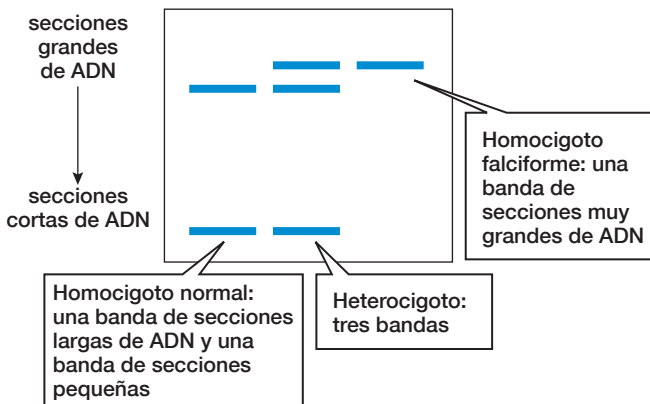 secciones
grandes
de ADN
secciones
cortas de ADN
Homocigoto
falciforme: una
banda de
secciones muy
grandes de ADN
Homocigoto normal:
una banda de secciones
largas de ADN y una
banda de secciones
pequeñas
Heterocigoto:
tres bandas